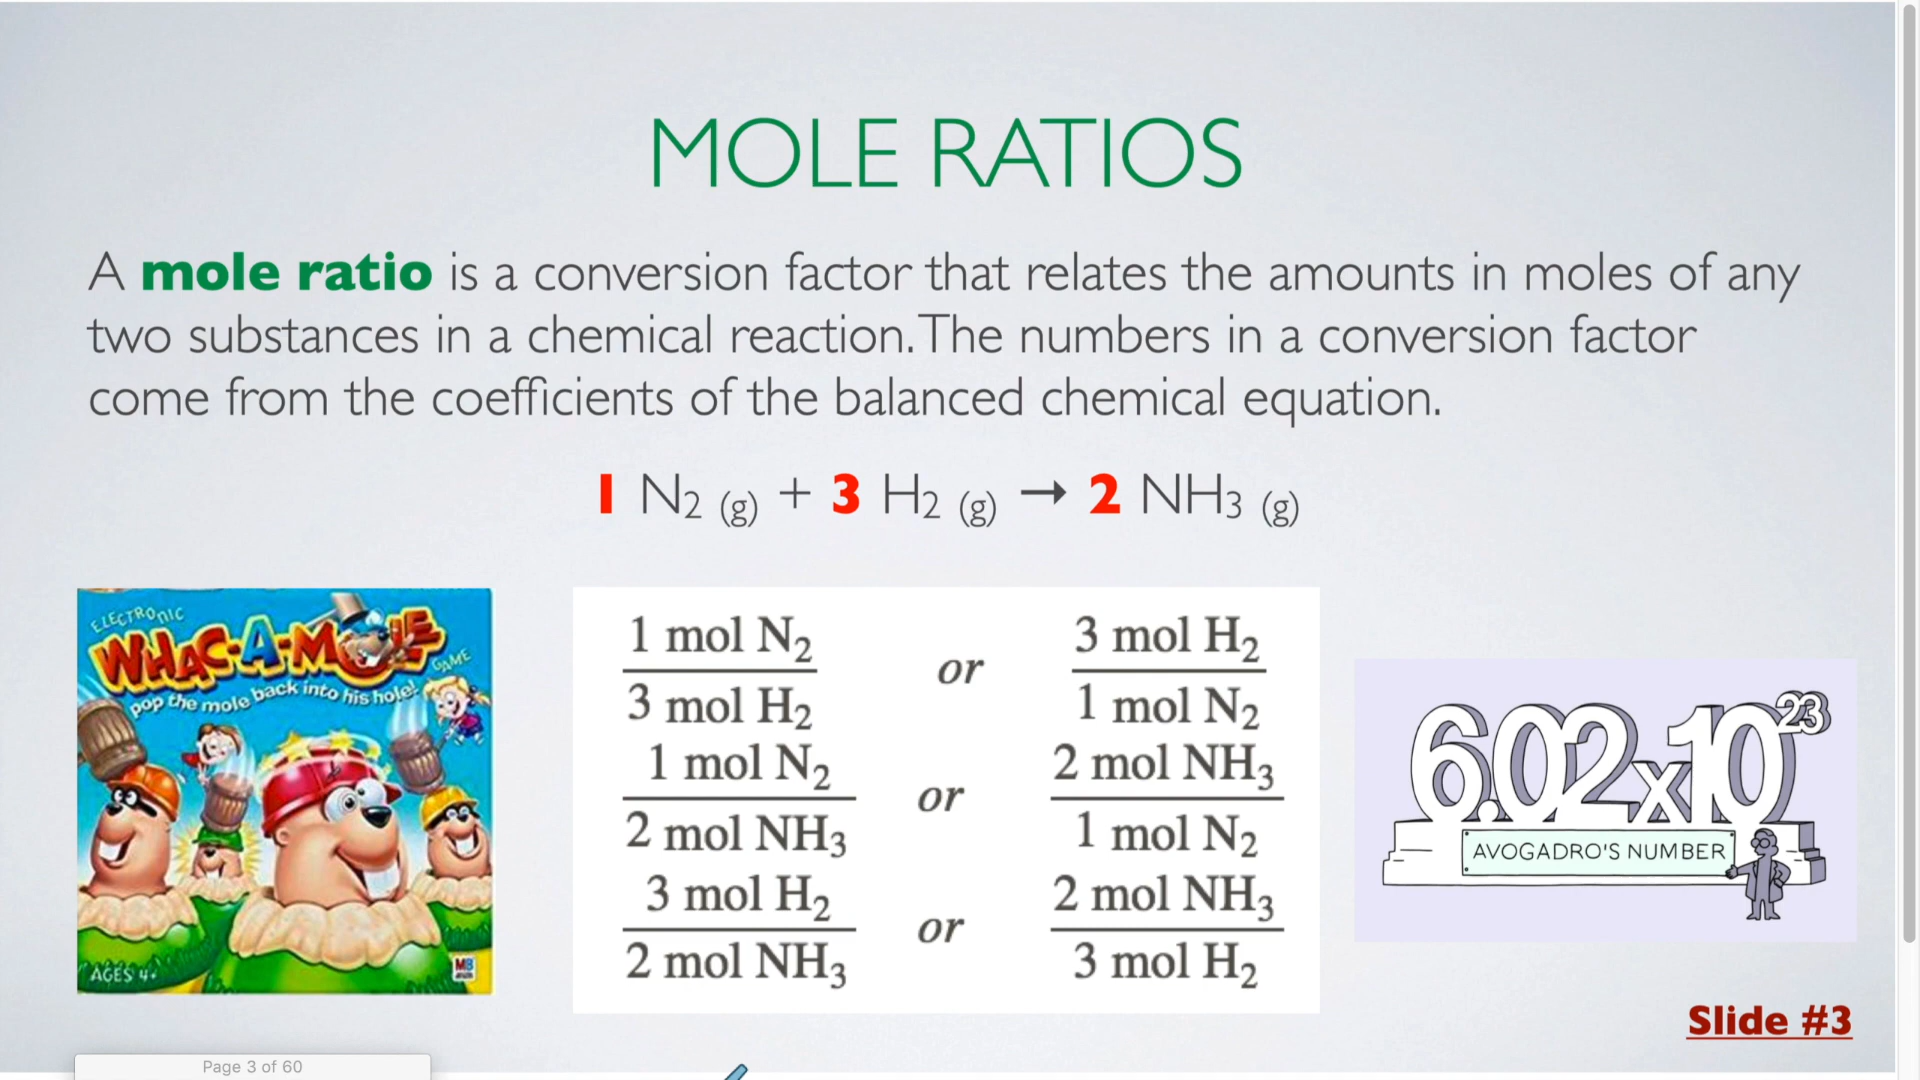 MOLE RATIOS
A mole ratio is a conversion factor that relates the amounts in moles of any
two substances in a chemical reaction. The numbers in a conversion factor
come from the coefficients of the balanced chemical equation.
1 N₂ (g) + 3 H₂ (g) → 2 NH₃ (g)
ELECTRONIC
WHAC-A-MOLE
GAME
pop the mole back into his hole!
AGES 4+
MB
1 mol N₂ / 3 mol H₂ or 3 mol H₂ / 1 mol N₂
1 mol N₂ / 2 mol NH₃ or 2 mol NH₃ / 1 mol N₂
3 mol H₂ / 2 mol NH₃ or 2 mol NH₃ / 3 mol H₂
6.02x10²³
AVOGADRO'S NUMBER
Slide #3
Page 3 of 60